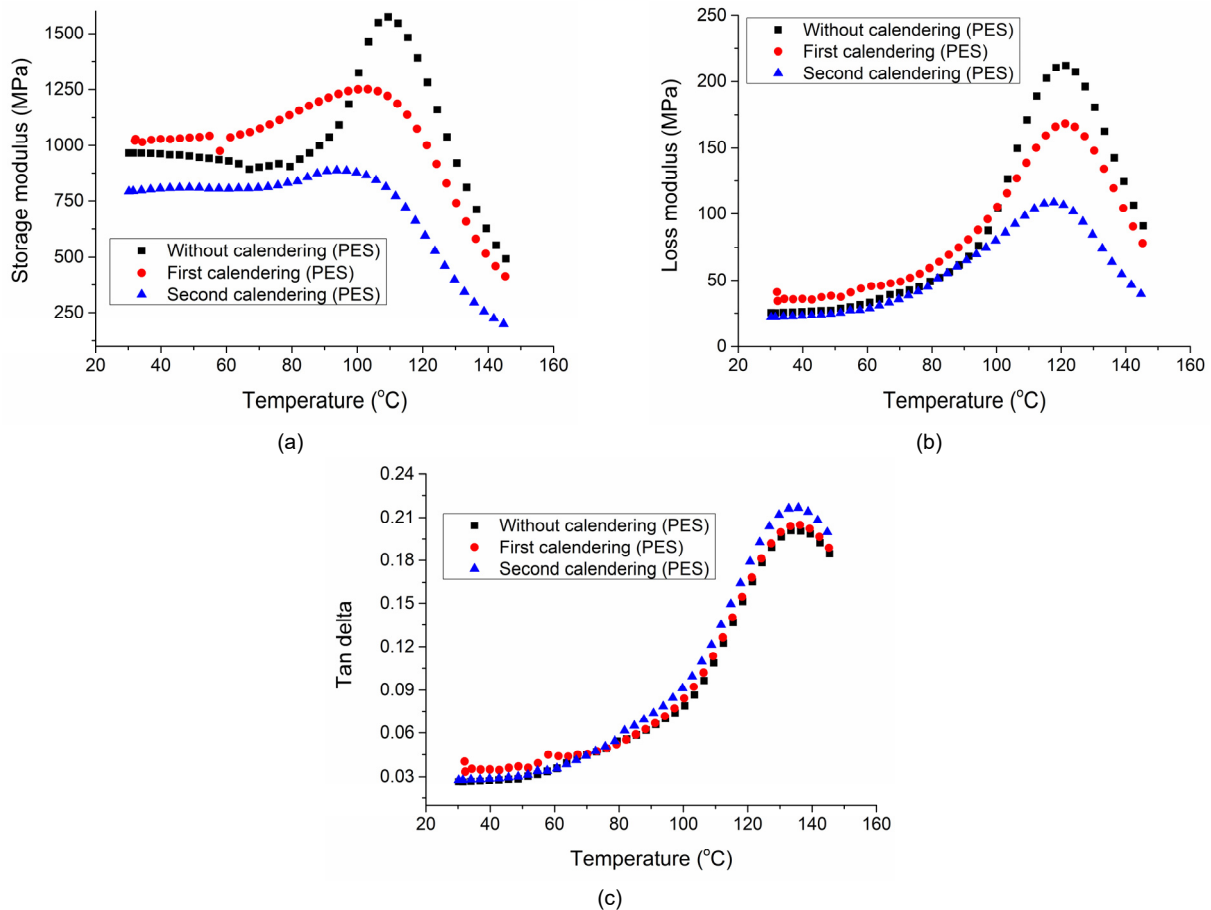 Storage modulus (MPa)
1500
1250
1000
750
500
250
Without calendering (PES)
First calendering (PES)
Second calendering (PES)
20 40 60 80 100 120 140 160
Temperature (°C)
(a)
Loss modulus (MPa)
250
200
150
100
50
0
Without calendering (PES)
First calendering (PES)
Second calendering (PES)
20 40 60 80 100 120 140 160
Temperature (°C)
(b)
Tan delta
0.24
0.21
0.18
0.15
0.12
0.09
0.06
0.03
Without calendering (PES)
First calendering (PES)
Second calendering (PES)
20 40 60 80 100 120 140 160
Temperature (°C)
(c)